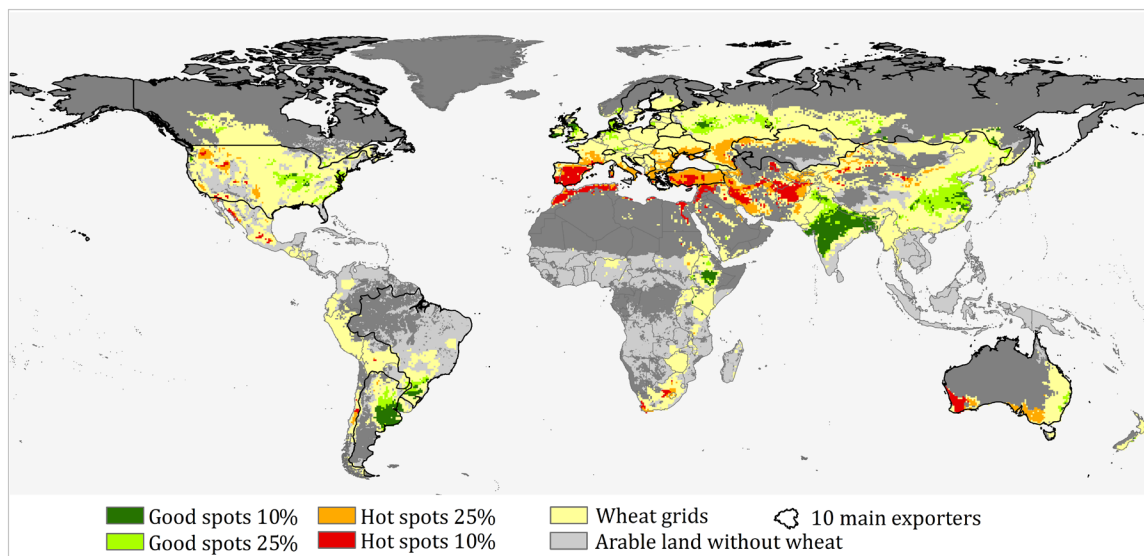 Good spots 10% Hot spots 25% Wheat grids 10 main exporters
Good spots 25% Hot spots 10% Arable land without wheat